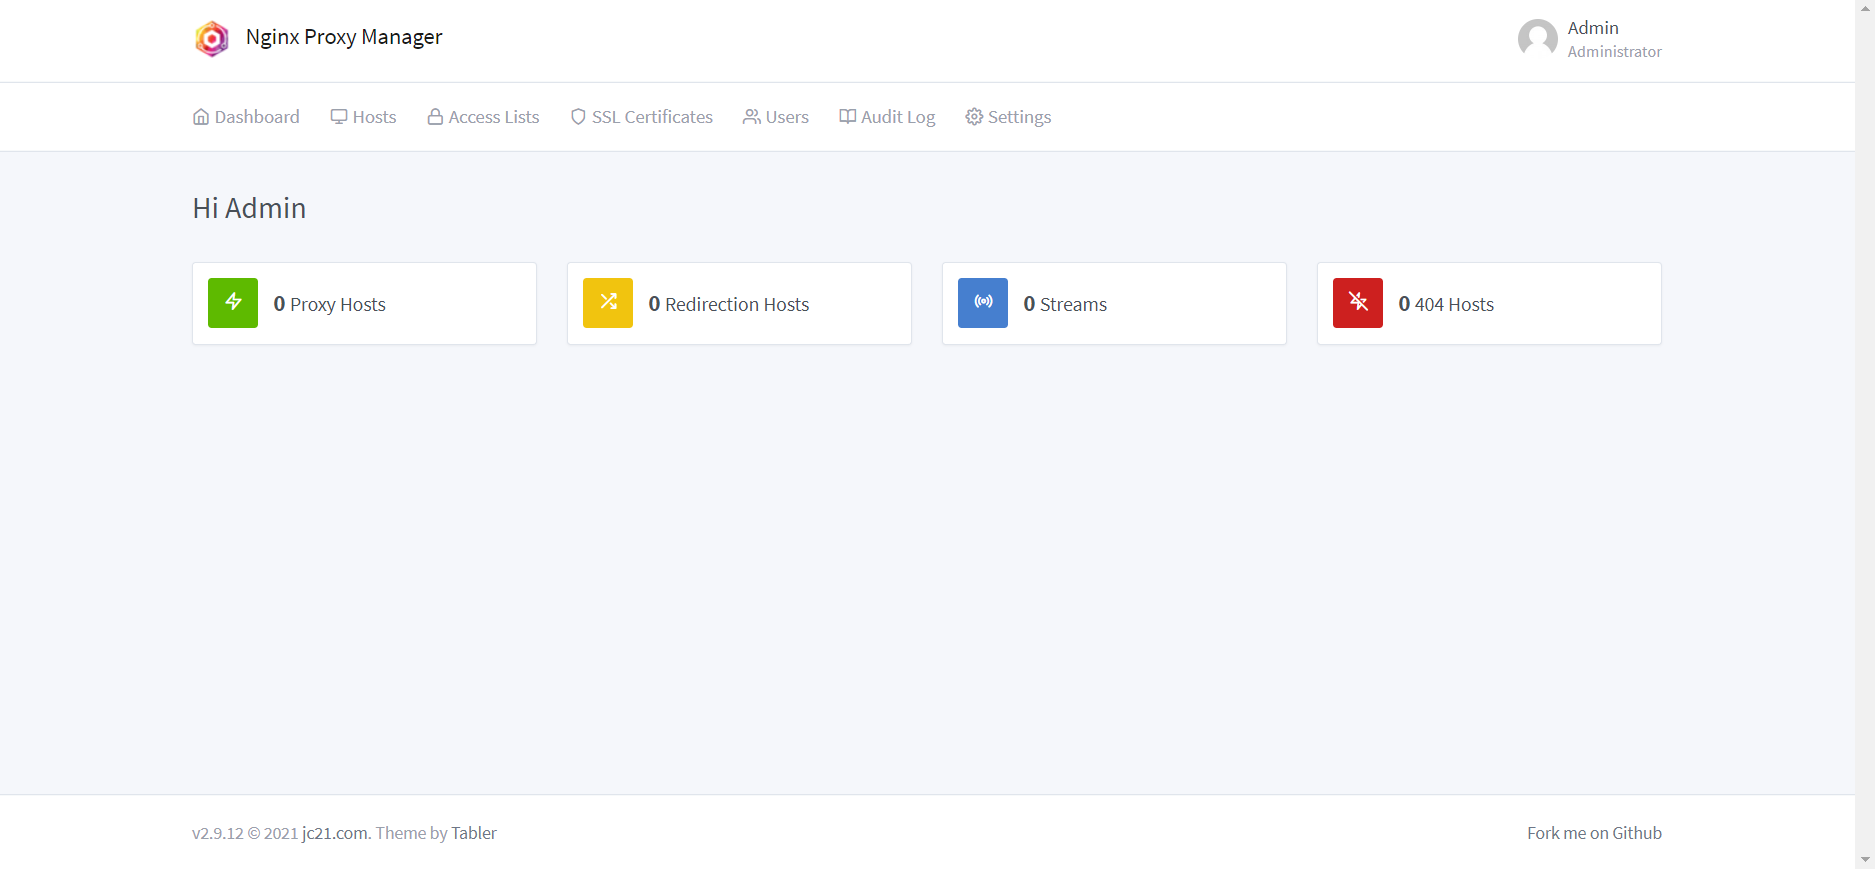 Nginx Proxy Manager
Admin
Administrator
Dashboard Hosts Access Lists SSL Certificates Users Audit Log Settings
Hi Admin
0 Proxy Hosts
0 Redirection Hosts
0 Streams
0 404 Hosts
v2.9.12 © 2021 jc21.com. Theme by Tabler
Fork me on Github